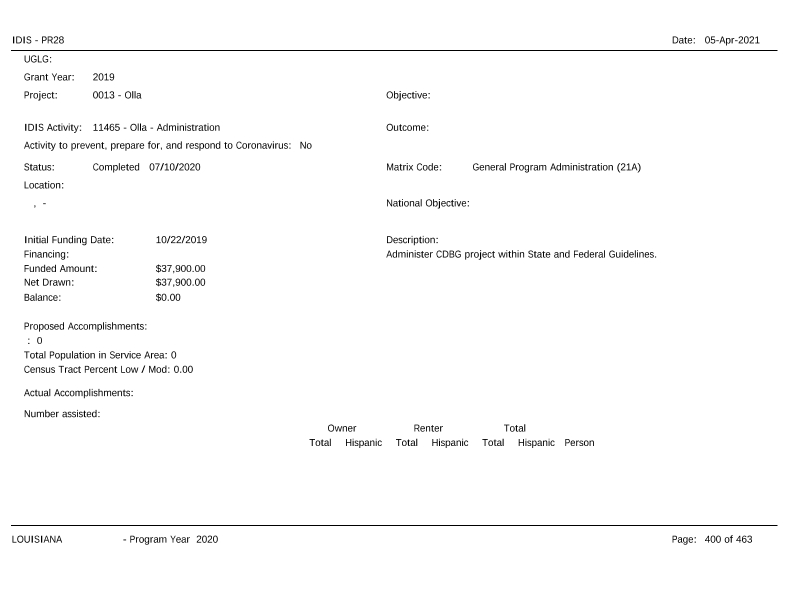 IDIS - PR28 Date: 05-Apr-2021
UGLG:
Grant Year: 2019
Project: 0013 - Olla Objective:
IDIS Activity: 11465 - Olla - Administration Outcome:
Activity to prevent, prepare for, and respond to Coronavirus: No
Status: Completed 07/10/2020 Matrix Code: General Program Administration (21A)
Location:
, - National Objective:
Initial Funding Date: 10/22/2019 Description:
Financing: Administer CDBG project within State and Federal Guidelines.
Funded Amount: $37,900.00
Net Drawn: $37,900.00
Balance: $0.00
Proposed Accomplishments:
: 0
Total Population in Service Area: 0
Census Tract Percent Low / Mod: 0.00
Actual Accomplishments:
Number assisted:
Owner Renter Total
Total Hispanic Total Hispanic Total Hispanic Person
LOUISIANA - Program Year 2020 Page: 400 of 463